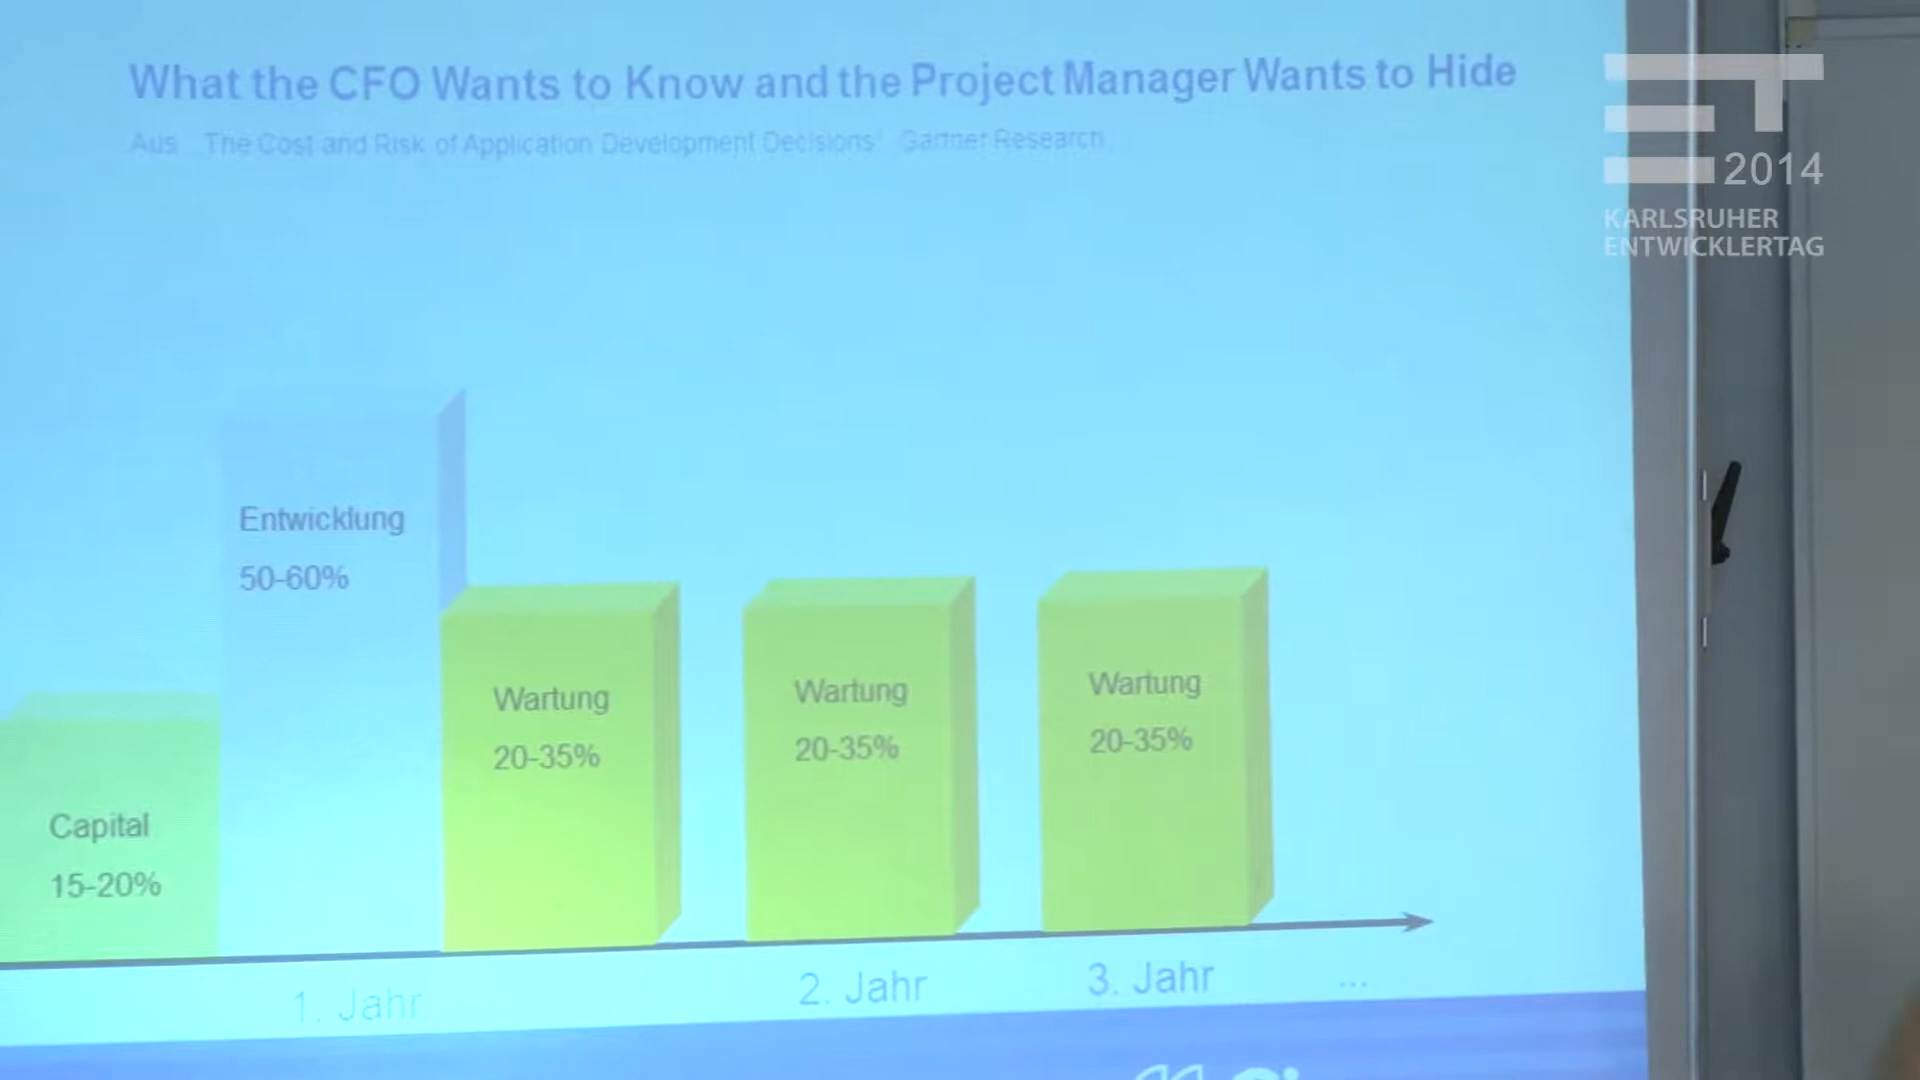 What the CFO Wants to Know and the Project Manager Wants to Hide
Aus The Cost and Risk of Application Development Decisions' Gartner Research
2014
KARLSRUHER
ENTWICKLERTAG
Entwicklung
50-60%
Wartung
20-35%
Wartung
20-35%
Wartung
20-35%
Capital
15-20%
1. Jahr
2. Jahr
3. Jahr
...